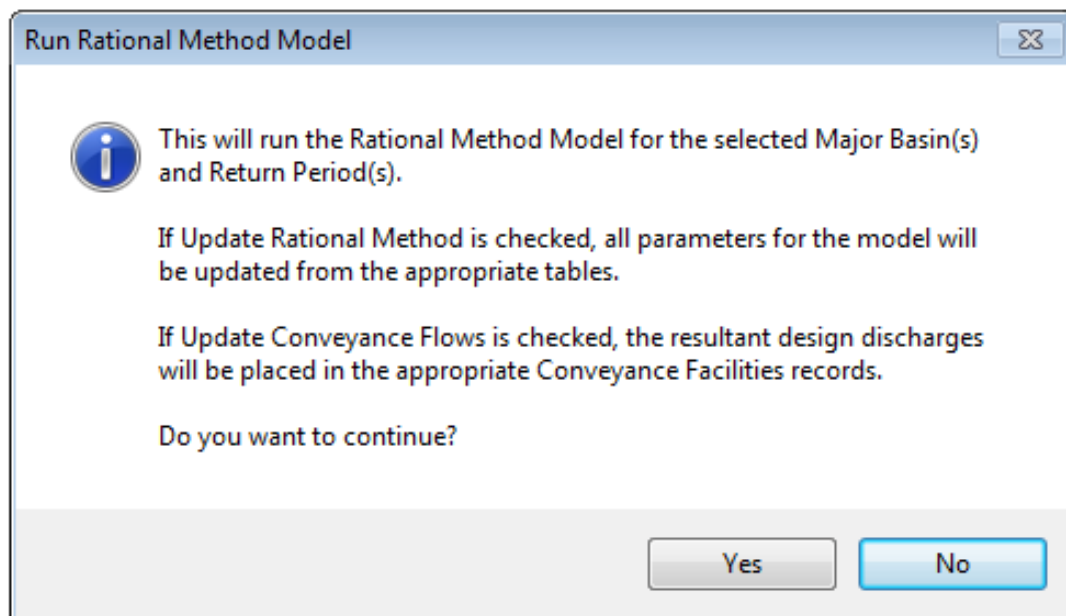 Run Rational Method Model
This will run the Rational Method Model for the selected Major Basin(s)
and Return Period(s).
If Update Rational Method is checked, all parameters for the model will
be updated from the appropriate tables.
If Update Conveyance Flows is checked, the resultant design discharges
will be placed in the appropriate Conveyance Facilities records.
Do you want to continue?
Yes
No